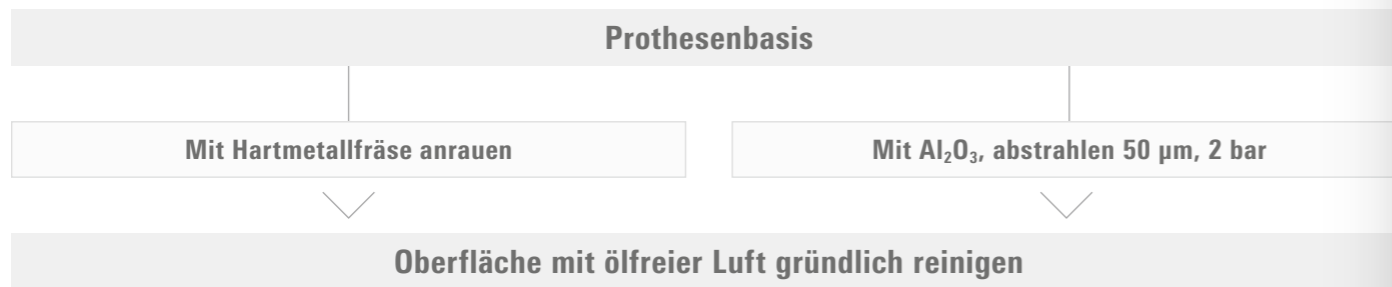 Prothesenbasis
Mit Hartmetallfräse anrauen
Mit Al₂O₃, abstrahlen 50 µm, 2 bar
Oberfläche mit ölfreier Luft gründlich reinigen